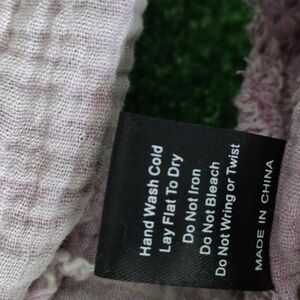 Hand Wash Cold
Lay Flat To Dry
Do Not Iron
Do Not Bleach
Do Not Wring or Twist
MADE IN CHINA